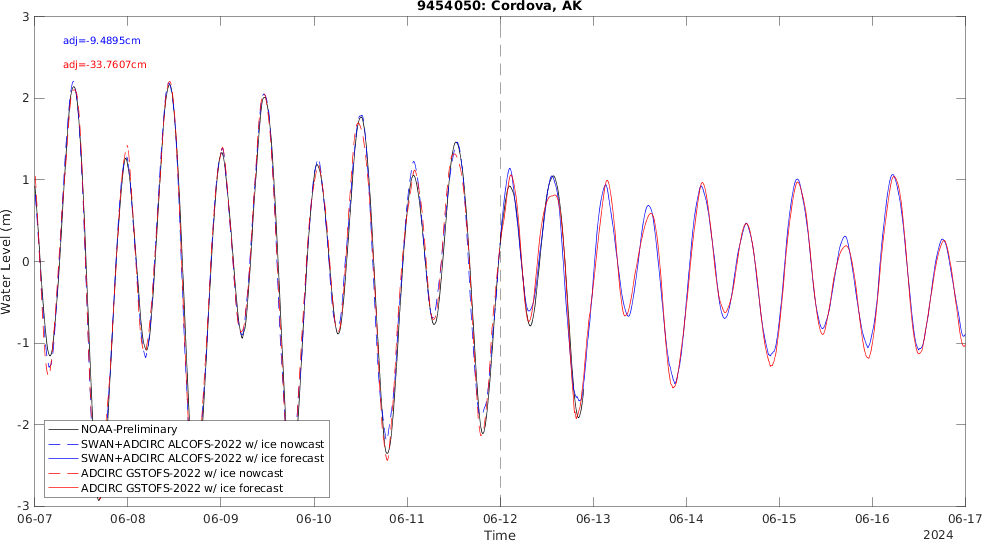 9454050: Cordova, AK
3
adj=-9.4895cm
adj=-33.7607cm
2
1
0
-1
-2
-3
Water Level (m)
NOAA-Preliminary
SWAN+ADCIRC ALCOFS-2022 w/ ice nowcast
SWAN+ADCIRC ALCOFS-2022 w/ ice forecast
ADCIRC GSTOFS-2022 w/ ice nowcast
ADCIRC GSTOFS-2022 w/ ice forecast
06-07 06-08 06-09 06-10 06-11 06-12 06-13 06-14 06-15 06-16 06-17
Time
2024